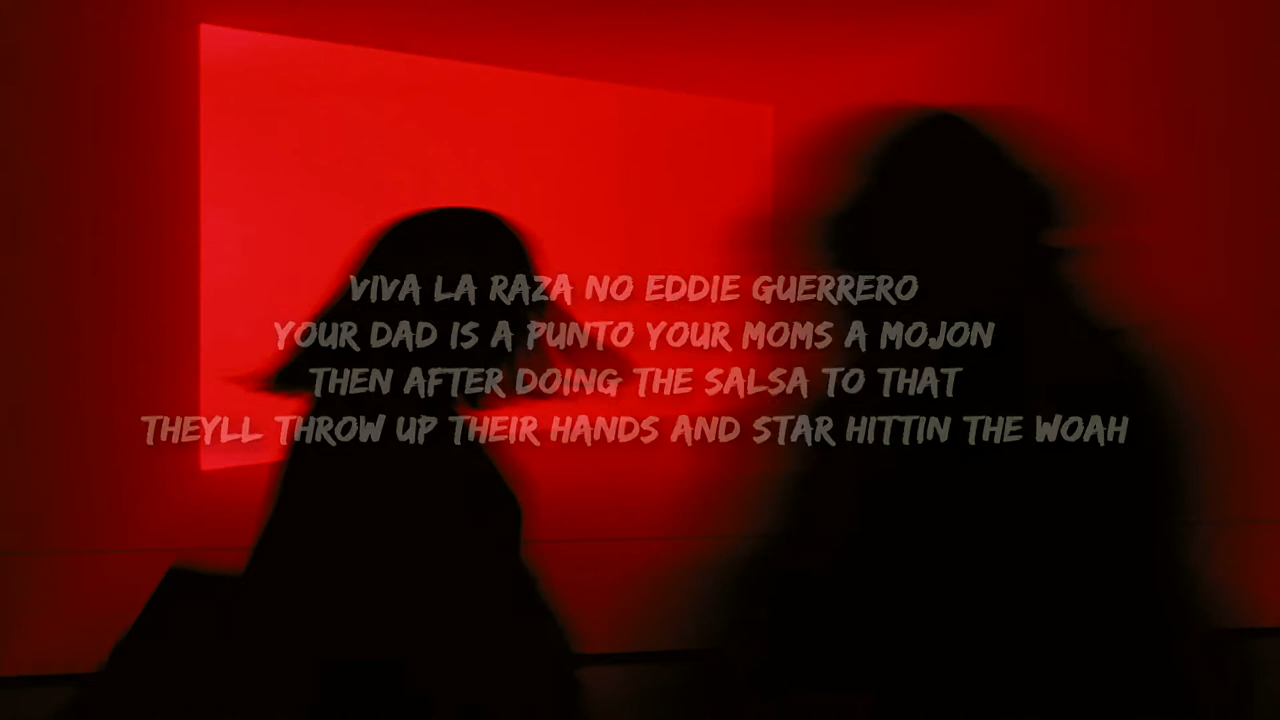 VIVA LA RAZA NO EDDIE GUERRERO
YOUR DAD IS A PUNTO YOUR MOMS A MOJON
THEN AFTER DOING THE SALSA TO THAT
THEYLL THROW UP THEIR HANDS AND STAR HITTIN THE WOAH